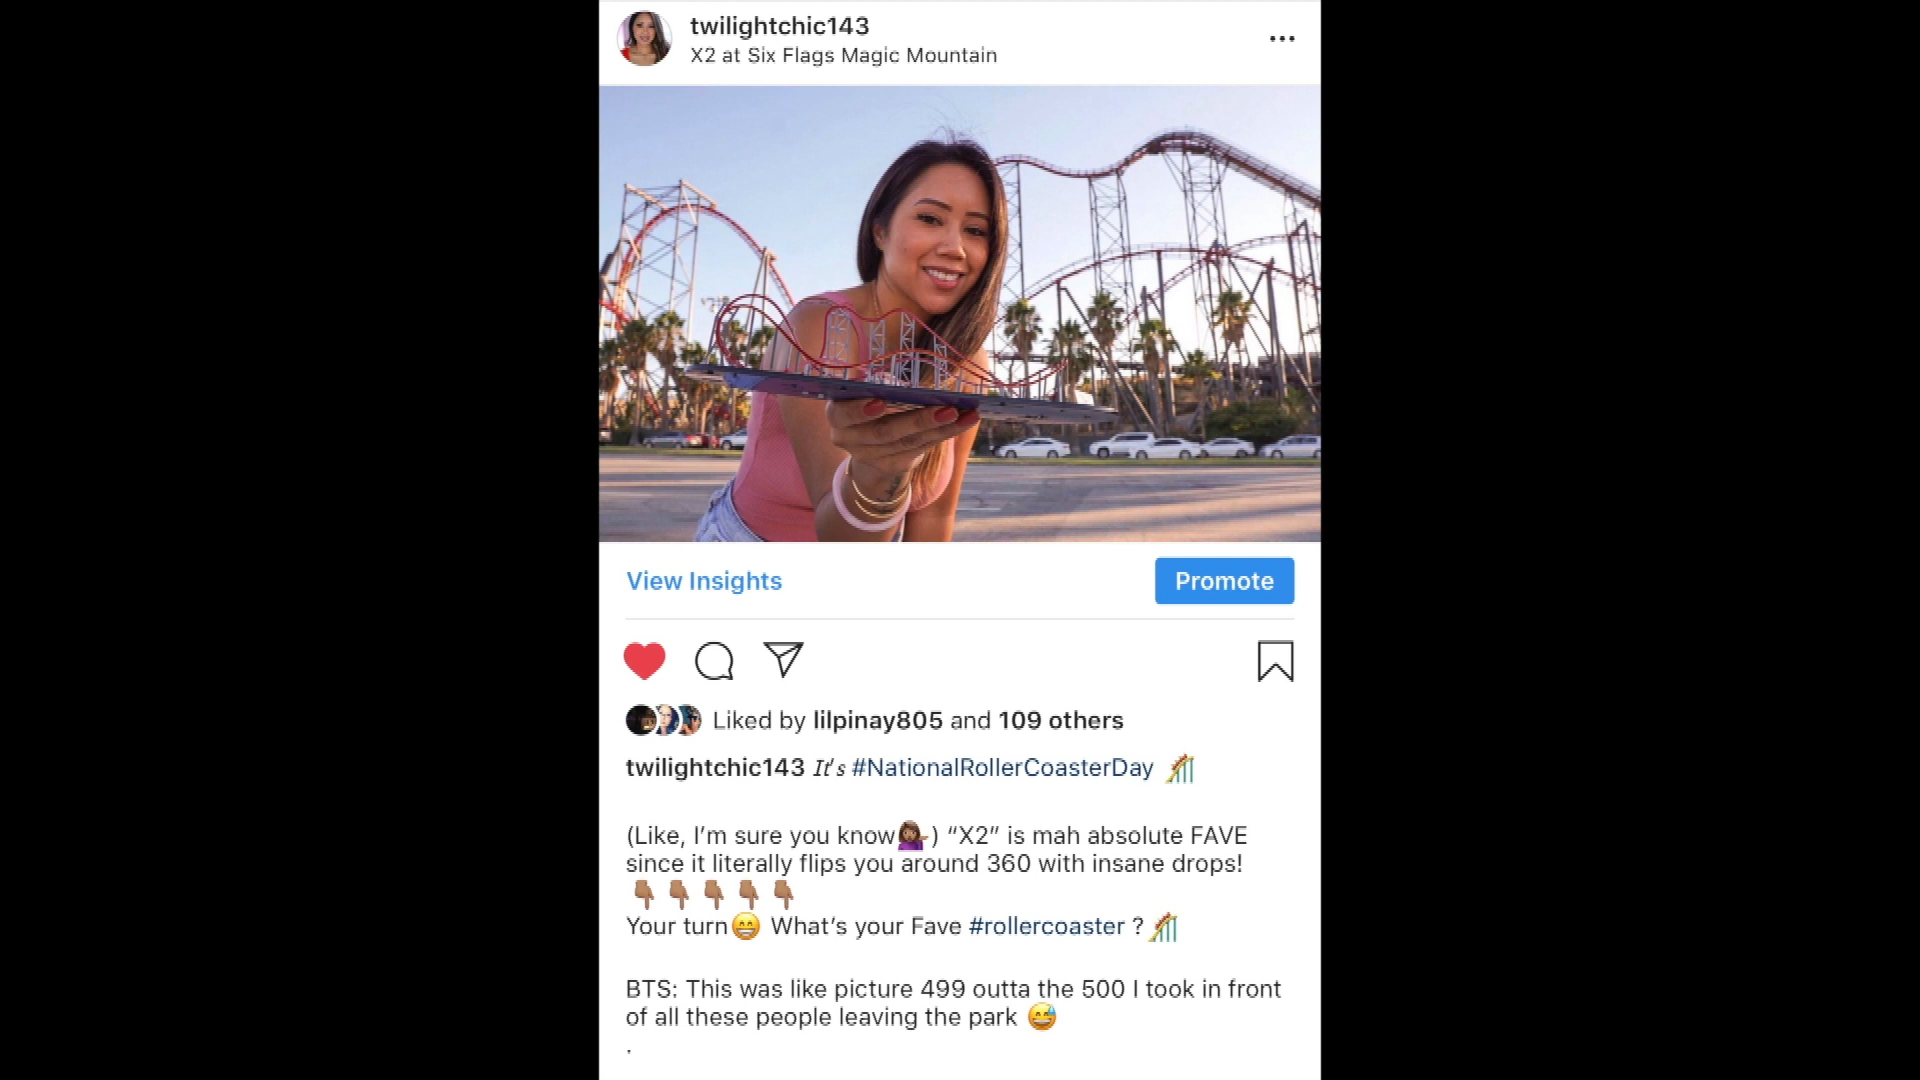 twilightchic143
X2 at Six Flags Magic Mountain
View Insights
Promote
Liked by lilpinay805 and 109 others
twilightchic143 It's #NationalRollerCoasterDay 🎢
(Like, I'm sure you know💁🏽‍♀️) “X2” is mah absolute FAVE
since it literally flips you around 360 with insane drops!
👇🏽👇🏽👇🏽👇🏽👇🏽
Your turn😁 What's your Fave #rollercoaster ?🎢
BTS: This was like picture 499 outta the 500 I took in front
of all these people leaving the park 😅
.